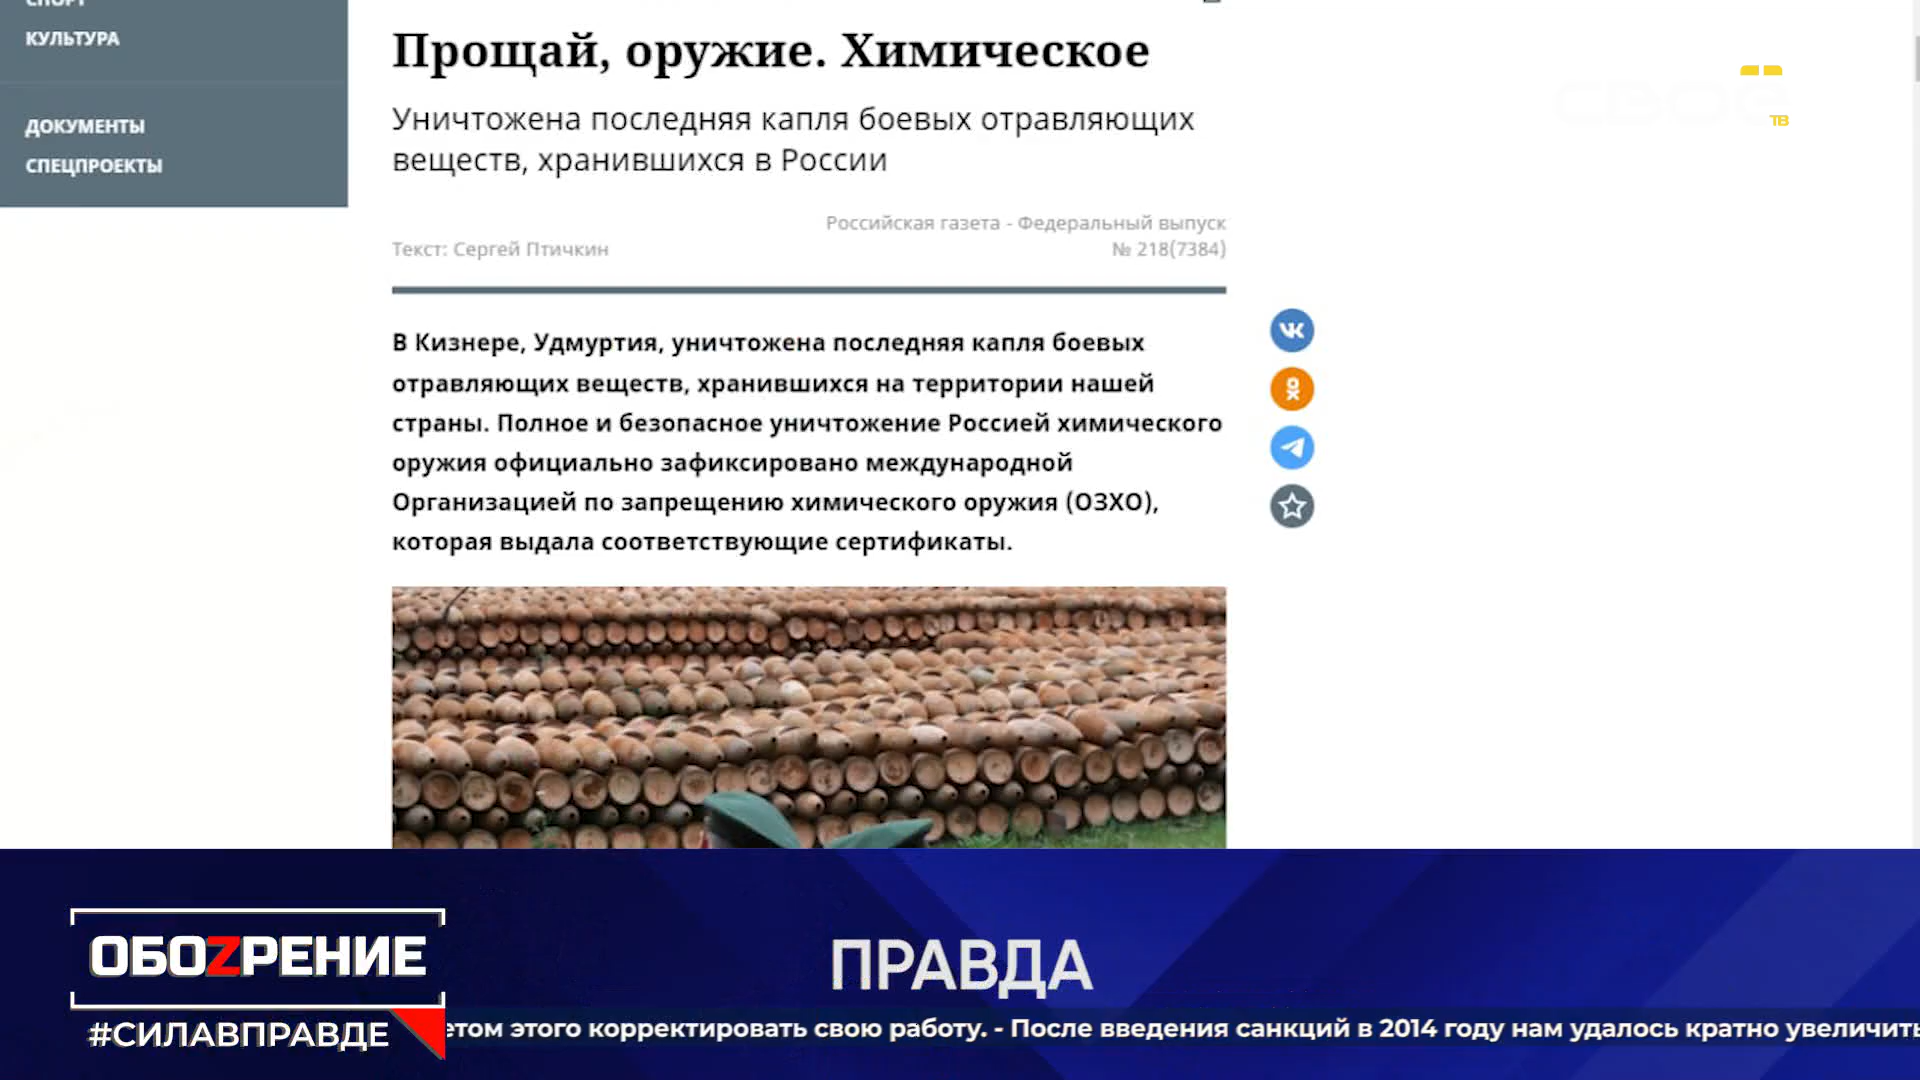 СПОРТ
КУЛЬТУРА
ДОКУМЕНТЫ
СПЕЦПРОЕКТЫ
Прощай, оружие. Химическое
Уничтожена последняя капля боевых отравляющих
веществ, хранившихся в России
Российская газета - Федеральный выпуск
Текст: Сергей Птичкин
№ 218(7384)
В Кизнере, Удмуртия, уничтожена последняя капля боевых
отравляющих веществ, хранившихся на территории нашей
страны. Полное и безопасное уничтожение Россией химического
оружия официально зафиксировано международной
Организацией по запрещению химического оружия (ОЗХО),
которая выдала соответствующие сертификаты.
СВОЁ
ТВ
ОБОZРЕНИЕ
#СИЛАВПРАВДЕ
ПРАВДА
етом этого корректировать свою работу. - После введения санкций в 2014 году нам удалось кратно увеличить